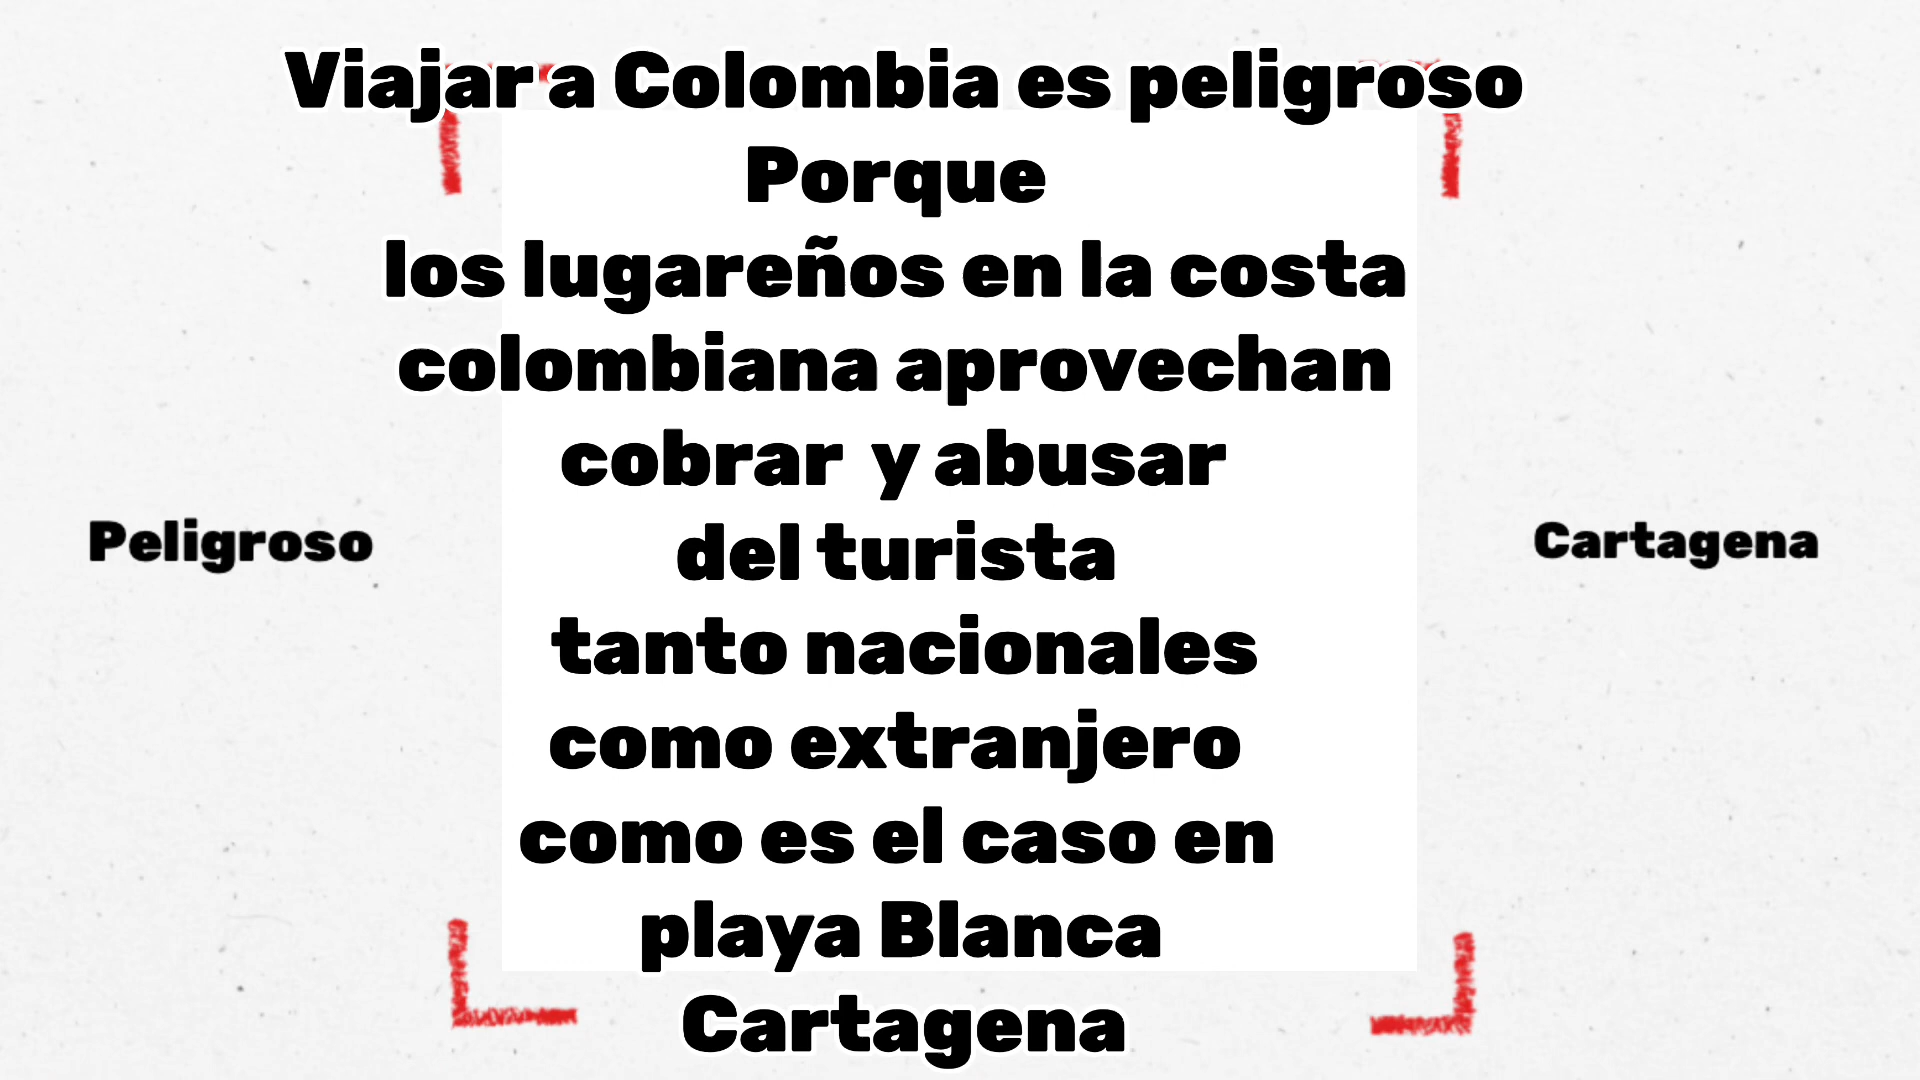 Viajar a Colombia es peligroso
Porque
los lugareños en la costa
colombiana aprovechan
cobrar y abusar
del turista
tanto nacionales
como extranjero
como es el caso en
playa Blanca
Cartagena
Peligroso
Cartagena